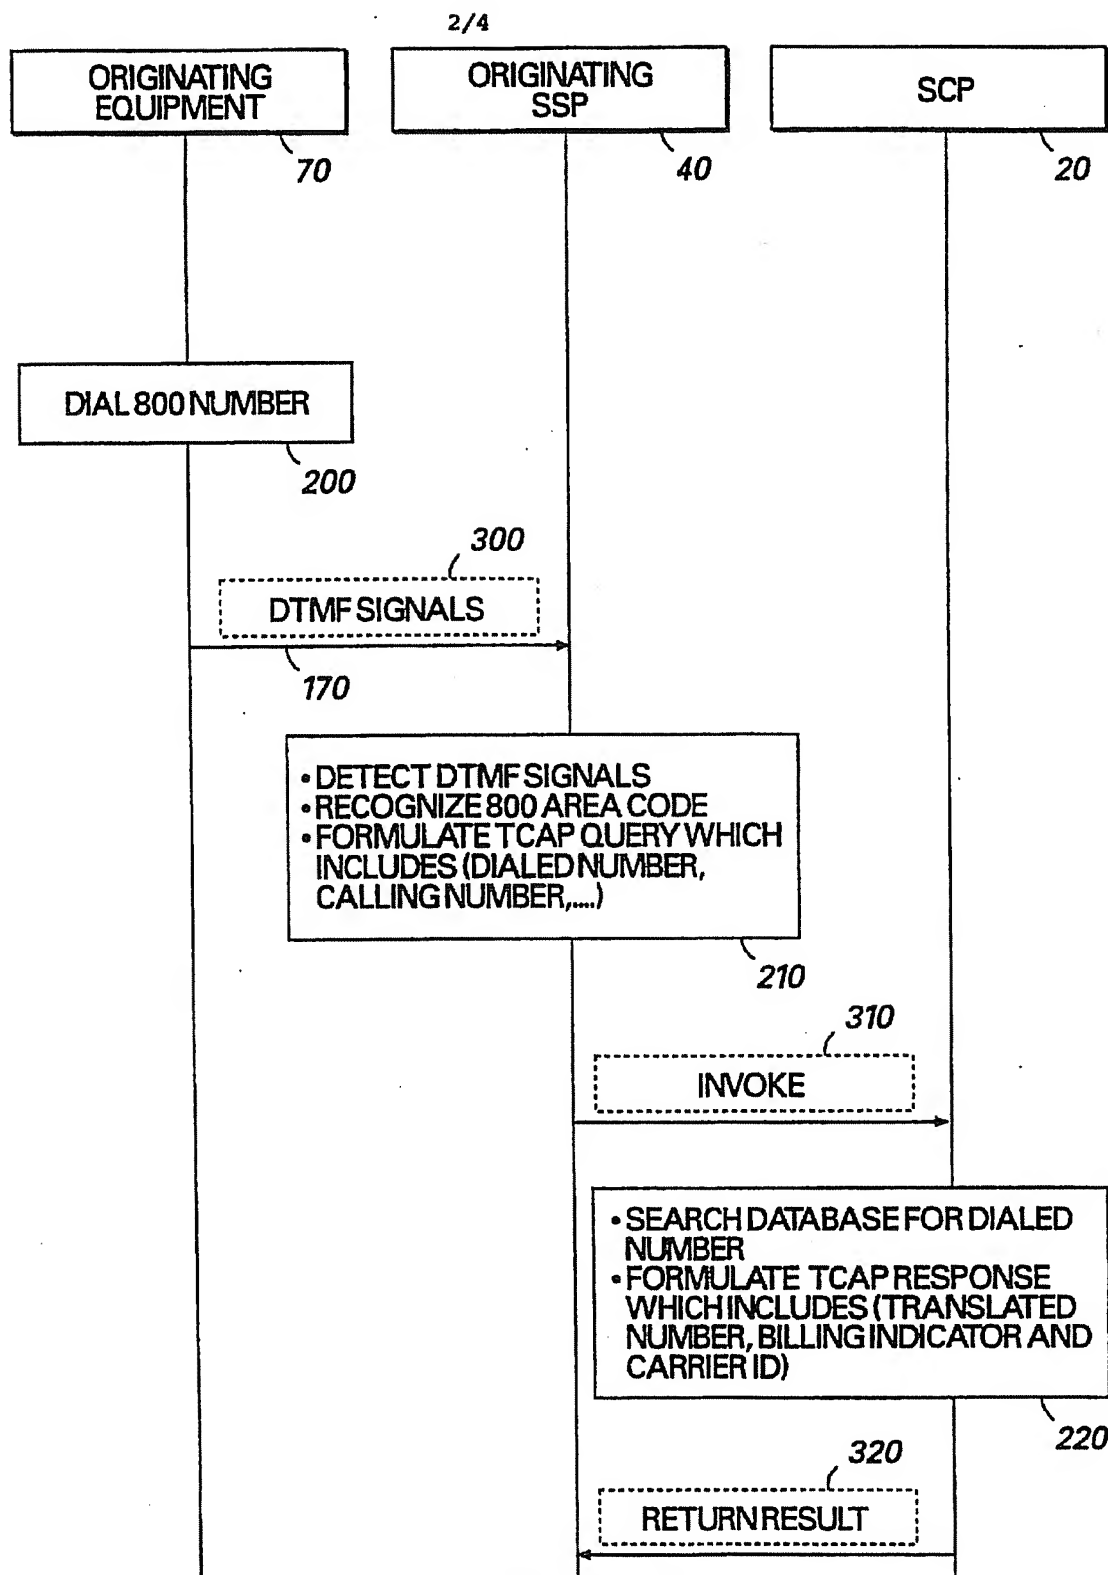 2/4
ORIGINATING
EQUIPMENT
70
ORIGINATING
SSP
40
SCP
20
DIAL 800 NUMBER
200
300
DTMF SIGNALS
170
• DETECT DTMF SIGNALS
• RECOGNIZE 800 AREA CODE
• FORMULATE TCAP QUERY WHICH
INCLUDES (DIALED NUMBER,
CALLING NUMBER,....)
210
310
INVOKE
• SEARCH DATABASE FOR DIALED
NUMBER
• FORMULATE TCAP RESPONSE
WHICH INCLUDES (TRANSLATED
NUMBER, BILLING INDICATOR AND
CARRIER ID)
220
320
RETURN RESULT